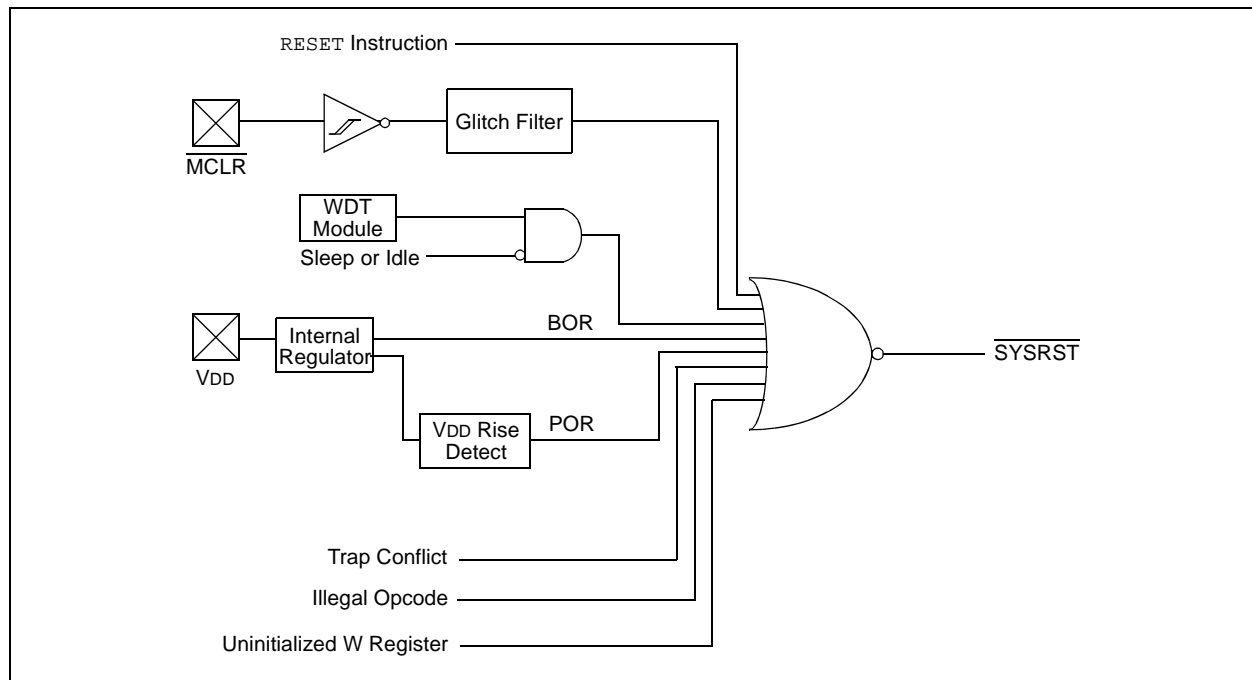 RESET Instruction
Glitch Filter
MCLR
WDT
Module
Sleep or Idle
BOR
Internal
Regulator
SYSRST
VDD
VDD Rise
Detect
POR
Trap Conflict
Illegal Opcode
Uninitialized W Register